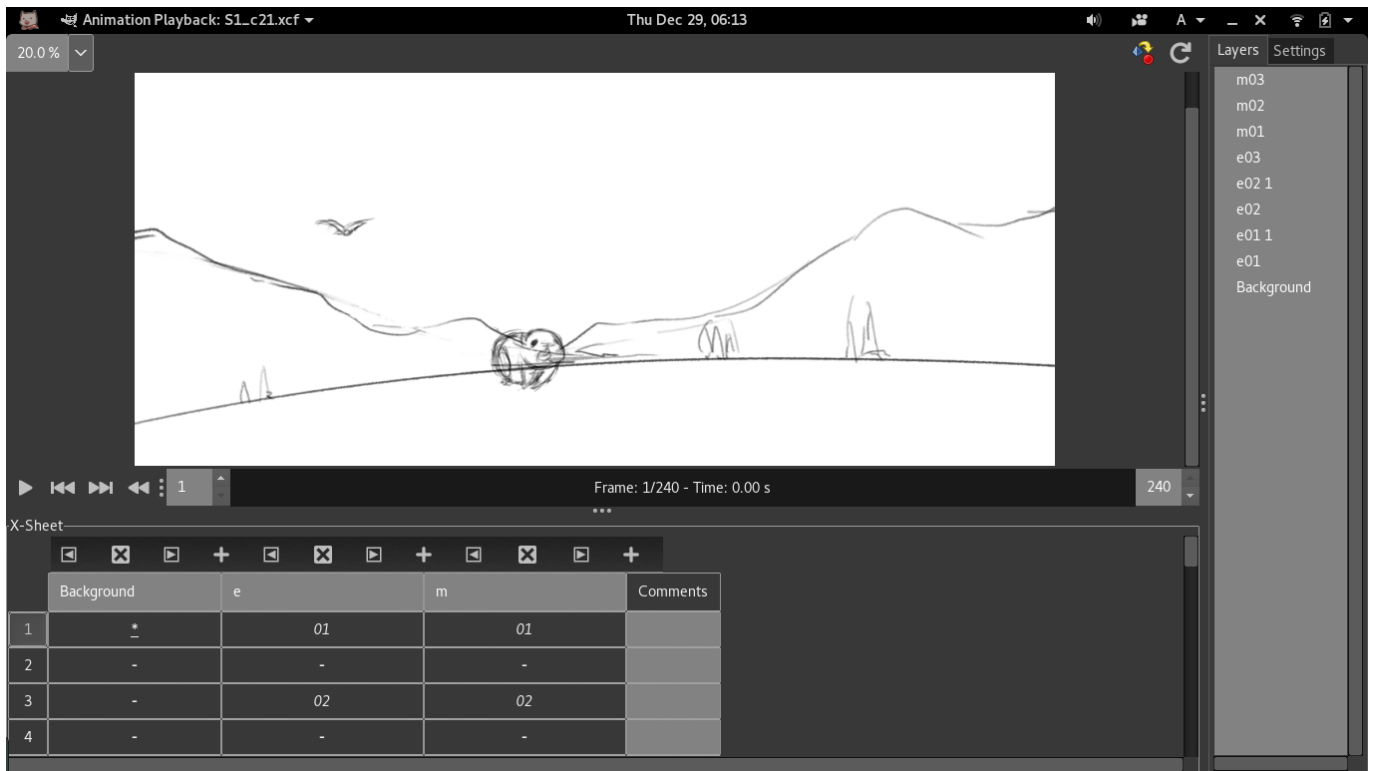 Animation Playback: S1_c21.xcf
Thu Dec 29, 06:13
A
20.0 %
Layers
Settings
m03
m02
m01
e03
e02 1
e02
e01 1
e01
Background
1
Frame: 1/240 - Time: 0.00 s
240
X-Sheet
Background e m Comments
1 * 01 01
2 - - -
3 - 02 02
4 - - -